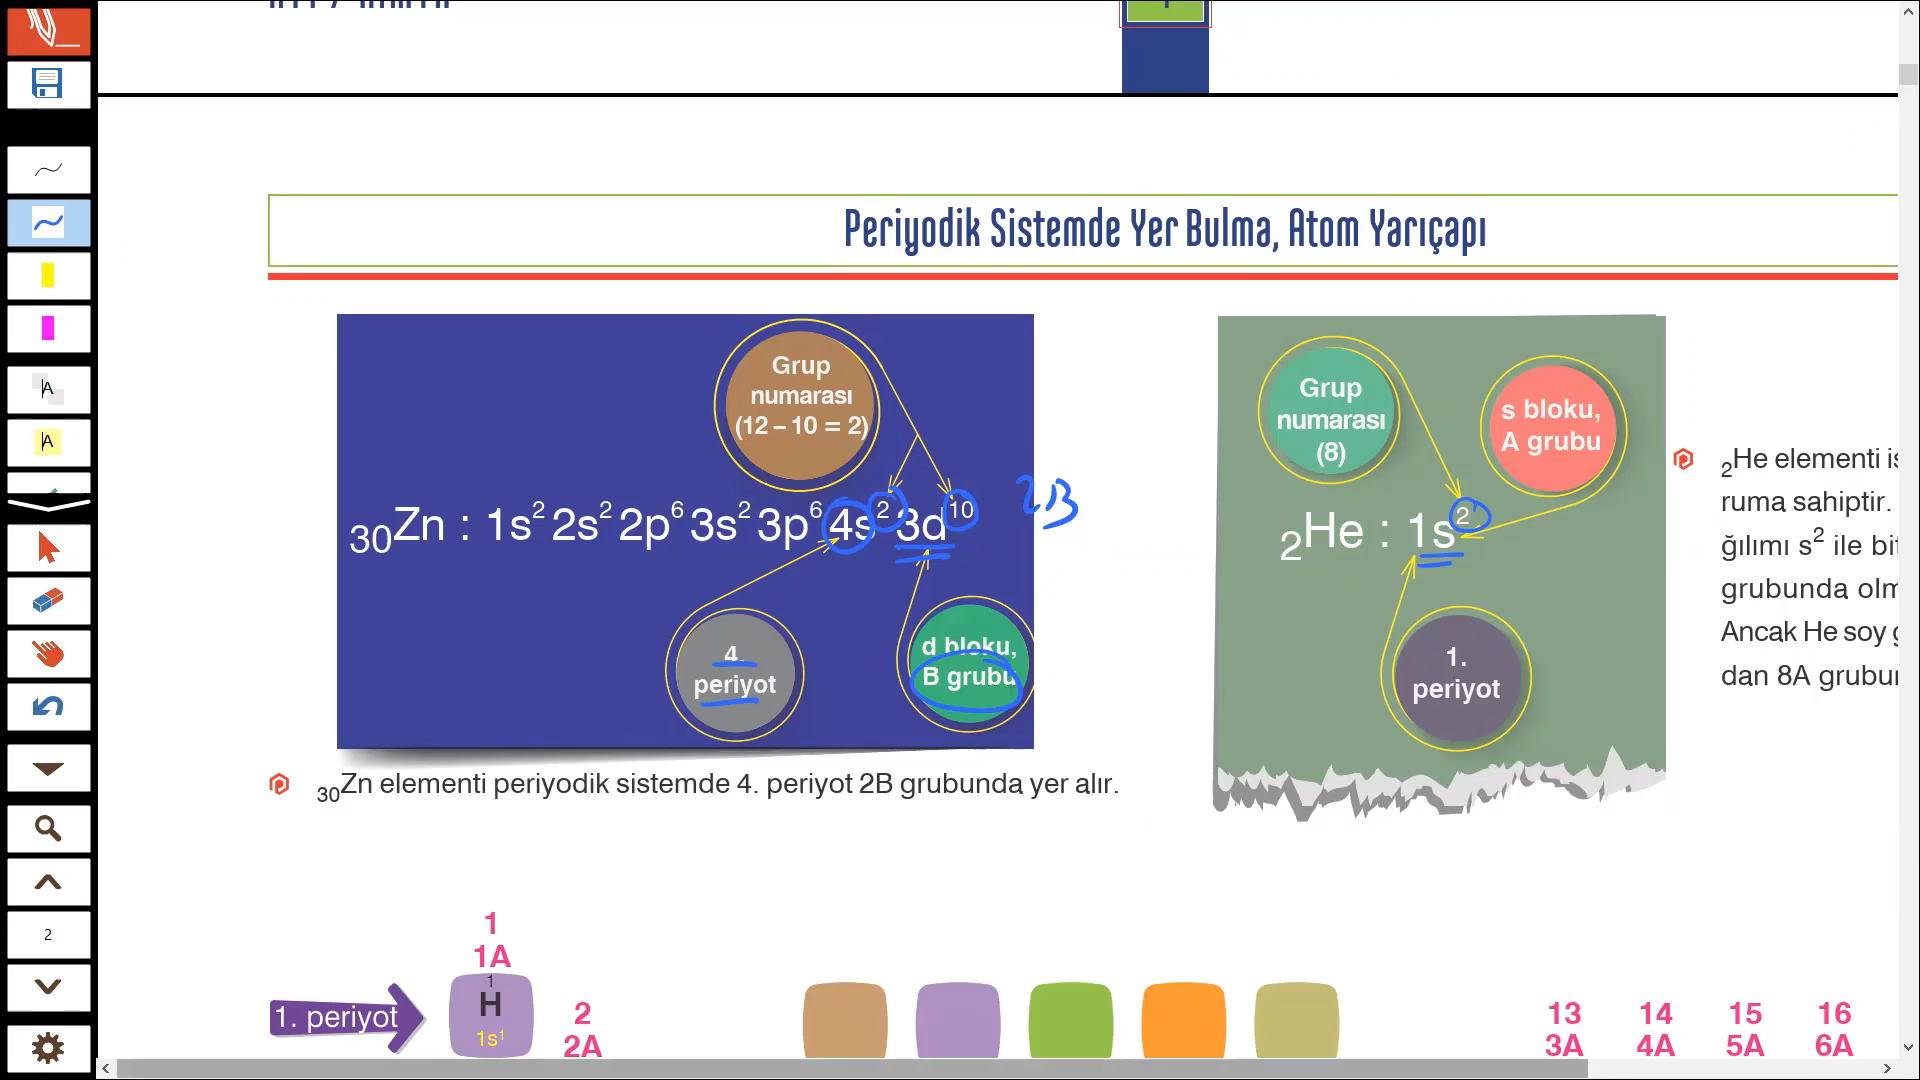 Periyodik Sistemde Yer Bulma, Atom Yarıçapı
Grup
numarası
(12 – 10 = 2)
₃₀Zn : 1s² 2s² 2p⁶ 3s² 3p⁶ 4s² 3d¹⁰
2B
4.
periyot
d bloku,
B grubu
₃₀Zn elementi periyodik sistemde 4. periyot 2B grubunda yer alır.
Grup
numarası
(8)
s bloku,
A grubu
₂He : 1s²
1.
periyot
₂He elementi is
ruma sahiptir.
ğılımı s² ile bit
grubunda olm
Ancak He soy g
dan 8A grubun
1
1A
1. periyot
1
H
1s¹
2
2A
13
3A
14
4A
15
5A
16
6A
A
A
2